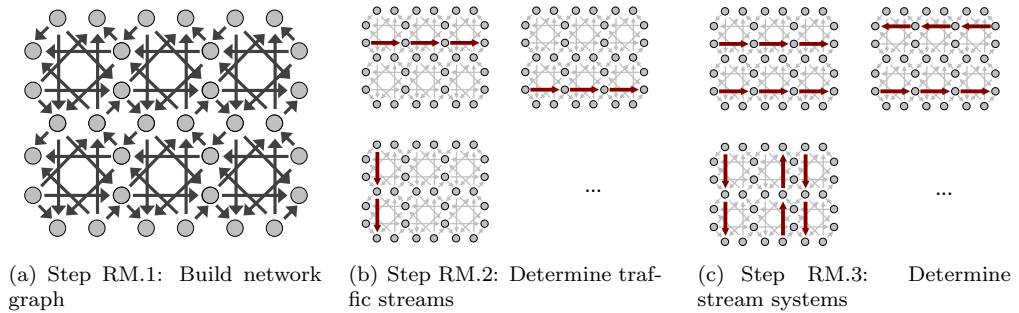 ...
...
(a) Step RM.1: Build network
graph
(b) Step RM.2: Determine traf-
fic streams
(c) Step RM.3: Determine
stream systems